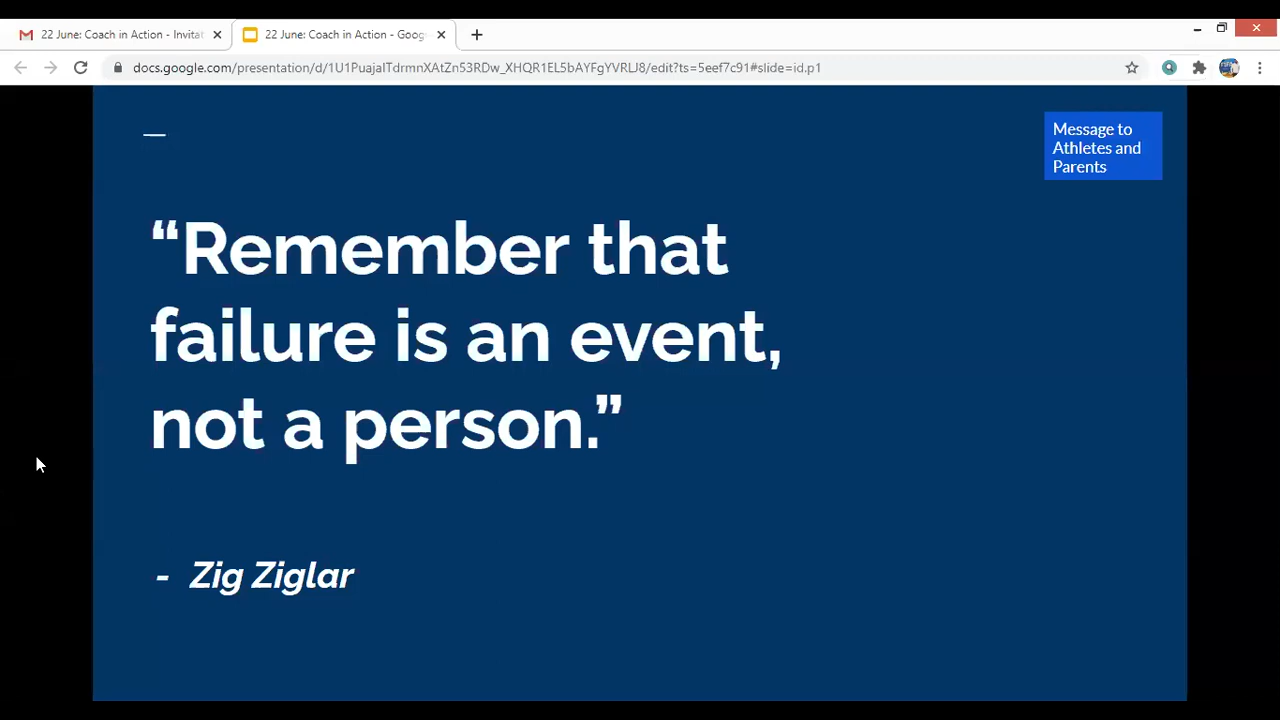 22 June: Coach in Action - Invitat
22 June: Coach in Action - Goog
docs.google.com/presentation/d/1U1PuajaITdrmnXAtZn53RDw_XHQR1EL5bAYFgYVRLJ8/edit?ts=5eef7c91#slide=id.p1
Message to
Athletes and
Parents
“Remember that
failure is an event,
not a person.”
- Zig Ziglar